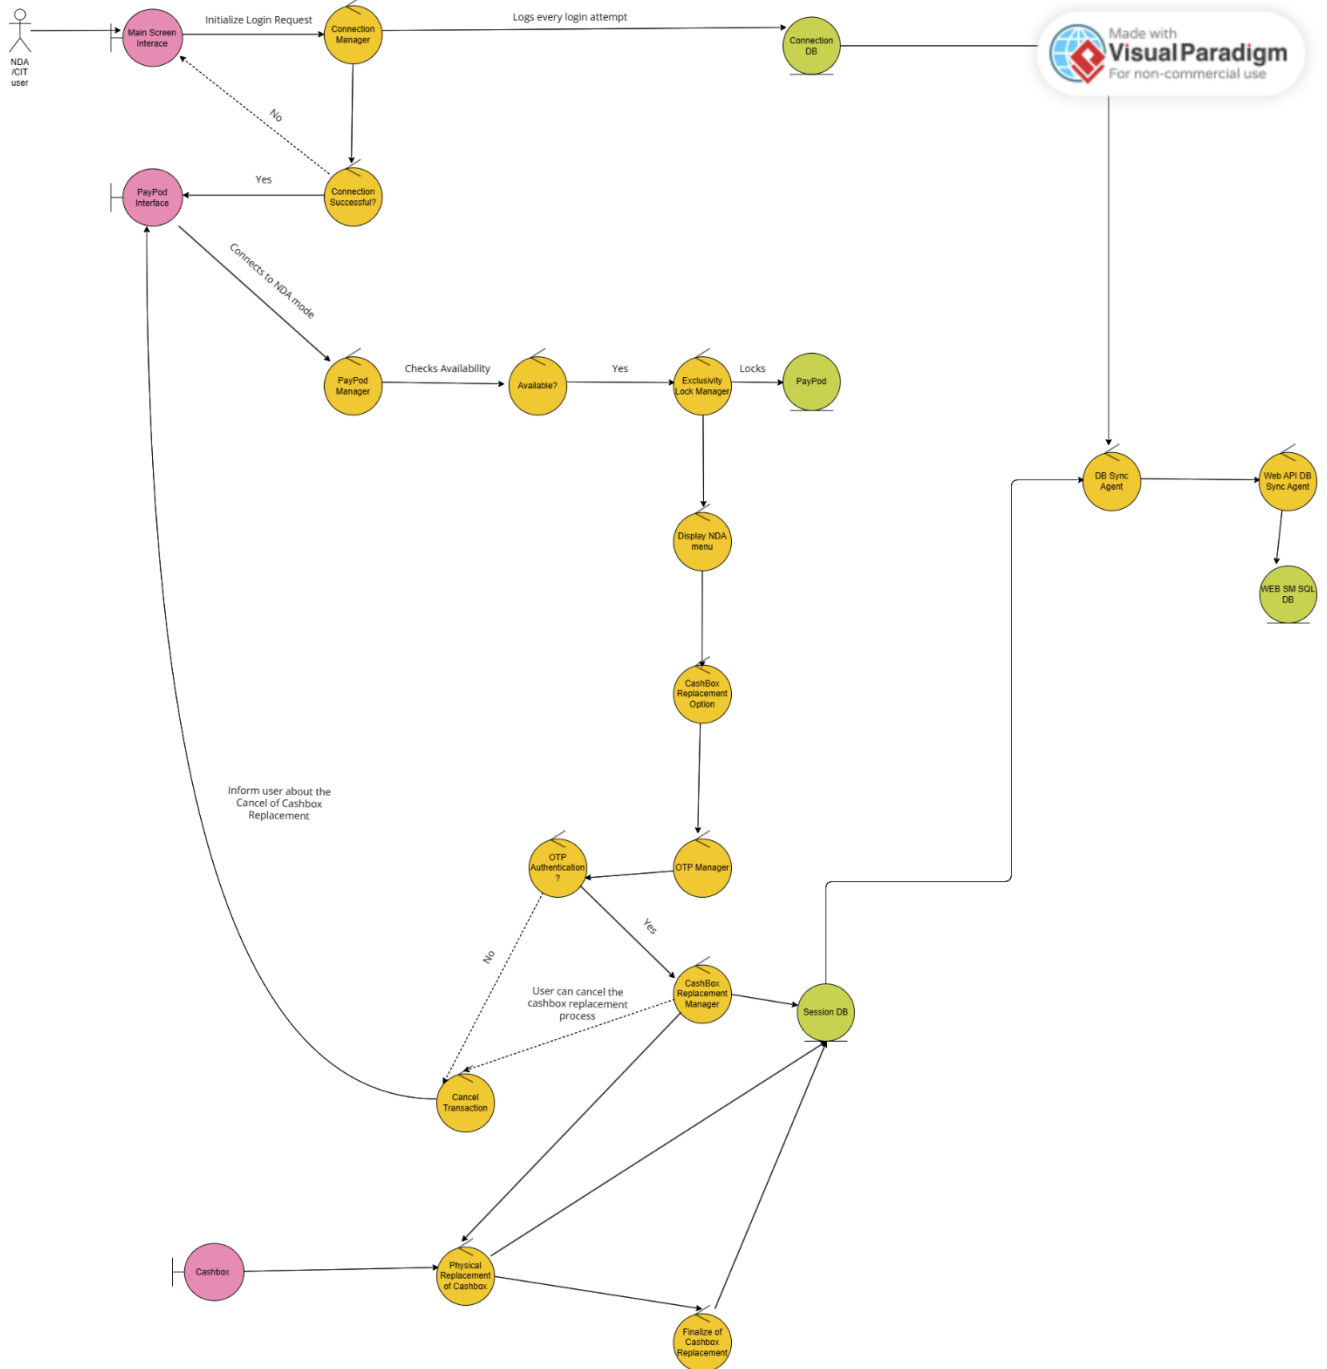 NDA
/CIT
user
Main Screen
Interace
Initialize Login Request
Connection
Manager
Logs every login attempt
Connection
DB
Made with
VisualParadigm
For non-commercial use
No
PayPod
Interface
Yes
Connection
Successful?
Connects to NDA mode
PayPod
Manager
Checks Availability
Available?
Yes
Exclusivity
Lock Manager
Locks
PayPod
DB Sync
Agent
Web API DB
Sync Agent
Display NDA
menu
WEB SM SQL
DB
CashBox
Replacement
Option
Inform user about the
Cancel of Cashbox
Replacement
OTP
Authentication
?
OTP Manager
Yes
No
User can cancel the
cashbox replacement
process
CashBox
Replacement
Manager
Session DB
Cancel
Transaction
Cashbox
Physical
Replacement
of Cashbox
Finalize of
Cashbox
Replacement